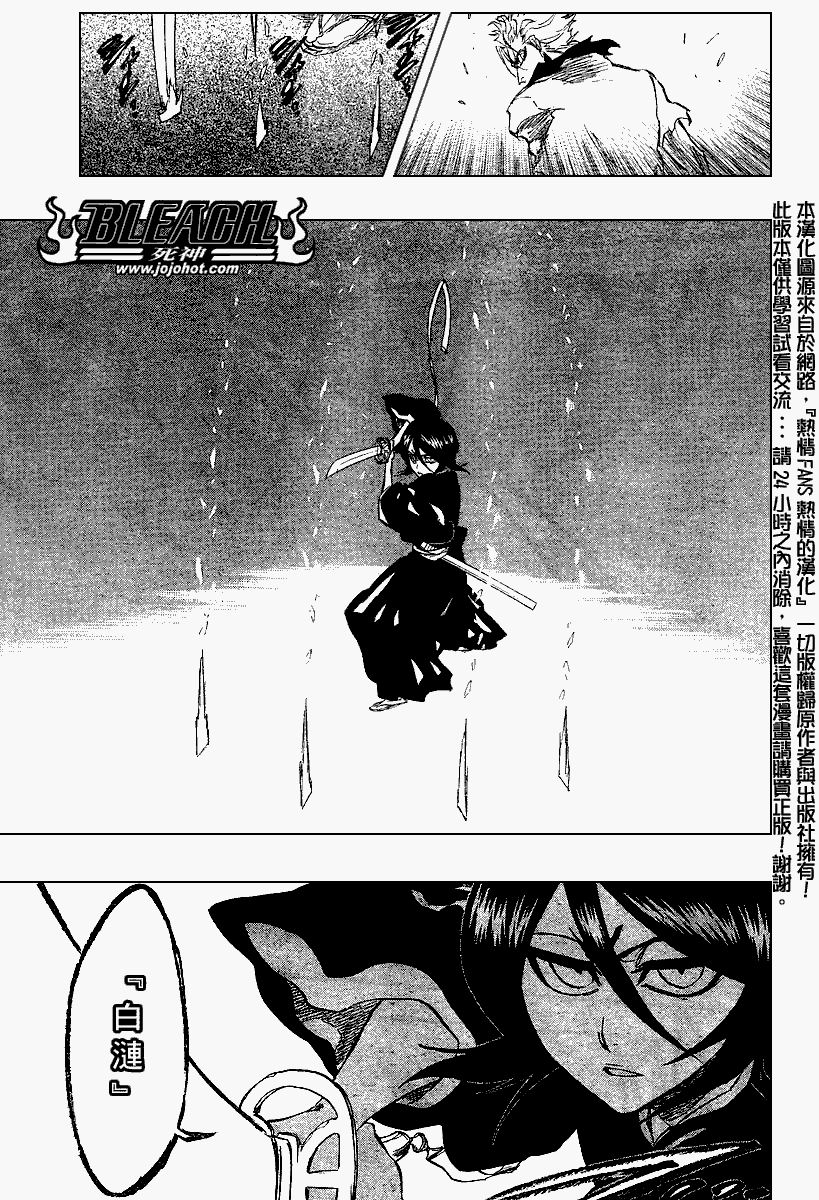 BLEACH
死神
www.jojohot.com
本漢化圖源來自於網路，『熱情FANS 熱情的漢化』一切版權歸原作者與出版社擁有！
此版本僅供學習試看交流...請24小時之內消除，喜歡這套漫畫請購買正版！謝謝。
『白漣』